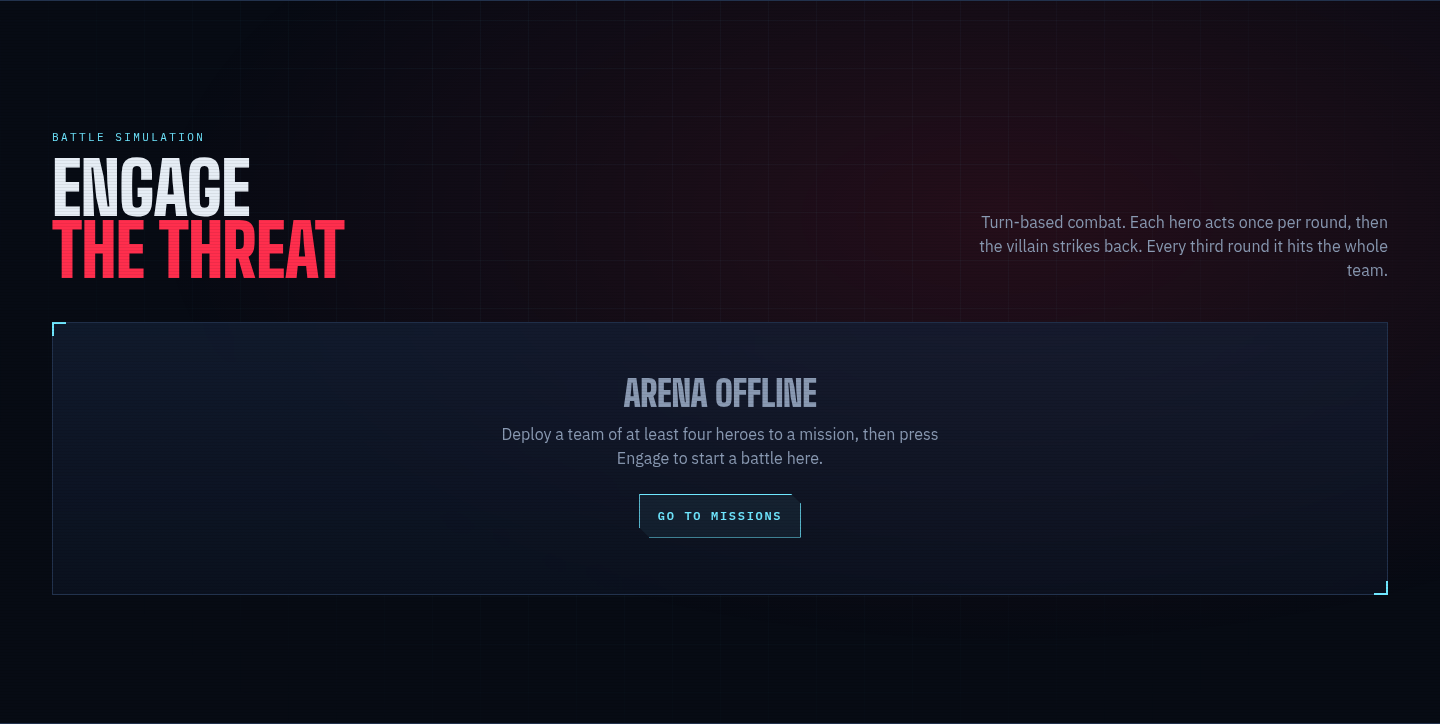 BATTLE SIMULATION
ENGAGE
THE THREAT
Turn-based combat. Each hero acts once per round, then
the villain strikes back. Every third round it hits the whole
team.
ARENA OFFLINE
Deploy a team of at least four heroes to a mission, then press
Engage to start a battle here.
GO TO MISSIONS